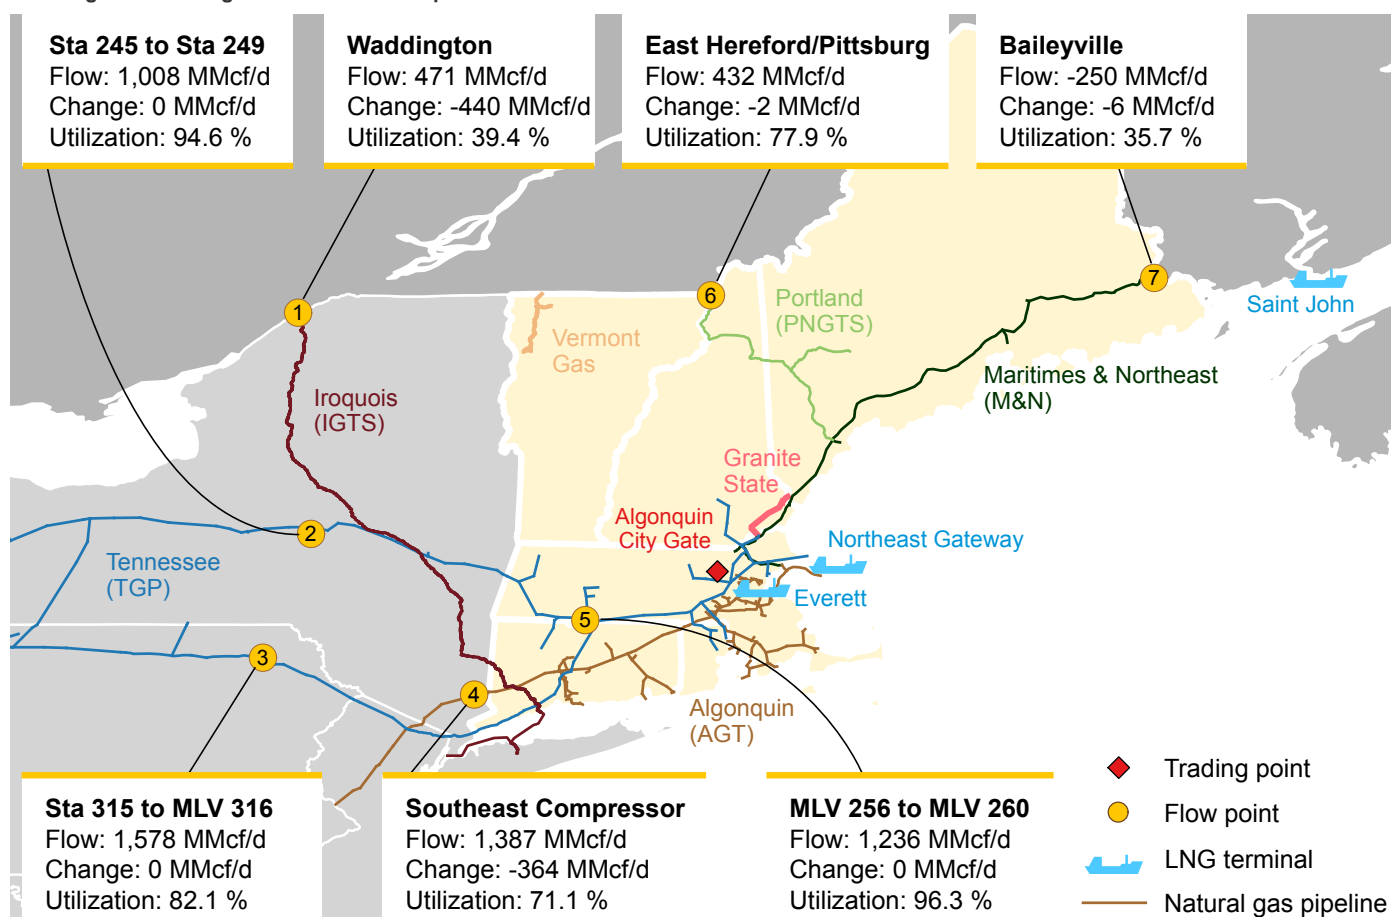 Sta 245 to Sta 249
Flow: 1,008 MMcf/d
Change: 0 MMcf/d
Utilization: 94.6 %
Waddington
Flow: 471 MMcf/d
Change: -440 MMcf/d
Utilization: 39.4 %
East Hereford/Pittsburg
Flow: 432 MMcf/d
Change: -2 MMcf/d
Utilization: 77.9 %
Baileyville
Flow: -250 MMcf/d
Change: -6 MMcf/d
Utilization: 35.7 %
1
6
7
Portland
(PNGTS)
Saint John
Vermont
Gas
Maritimes & Northeast
(M&N)
Iroquois
(IGTS)
Granite
State
Algonquin
City Gate
2
Northeast Gateway
Tennessee
(TGP)
Everett
5
3
4
Algonquin
(AGT)
Sta 315 to MLV 316
Flow: 1,578 MMcf/d
Change: 0 MMcf/d
Utilization: 82.1 %
Southeast Compressor
Flow: 1,387 MMcf/d
Change: -364 MMcf/d
Utilization: 71.1 %
MLV 256 to MLV 260
Flow: 1,236 MMcf/d
Change: 0 MMcf/d
Utilization: 96.3 %
Trading point
Flow point
LNG terminal
Natural gas pipeline